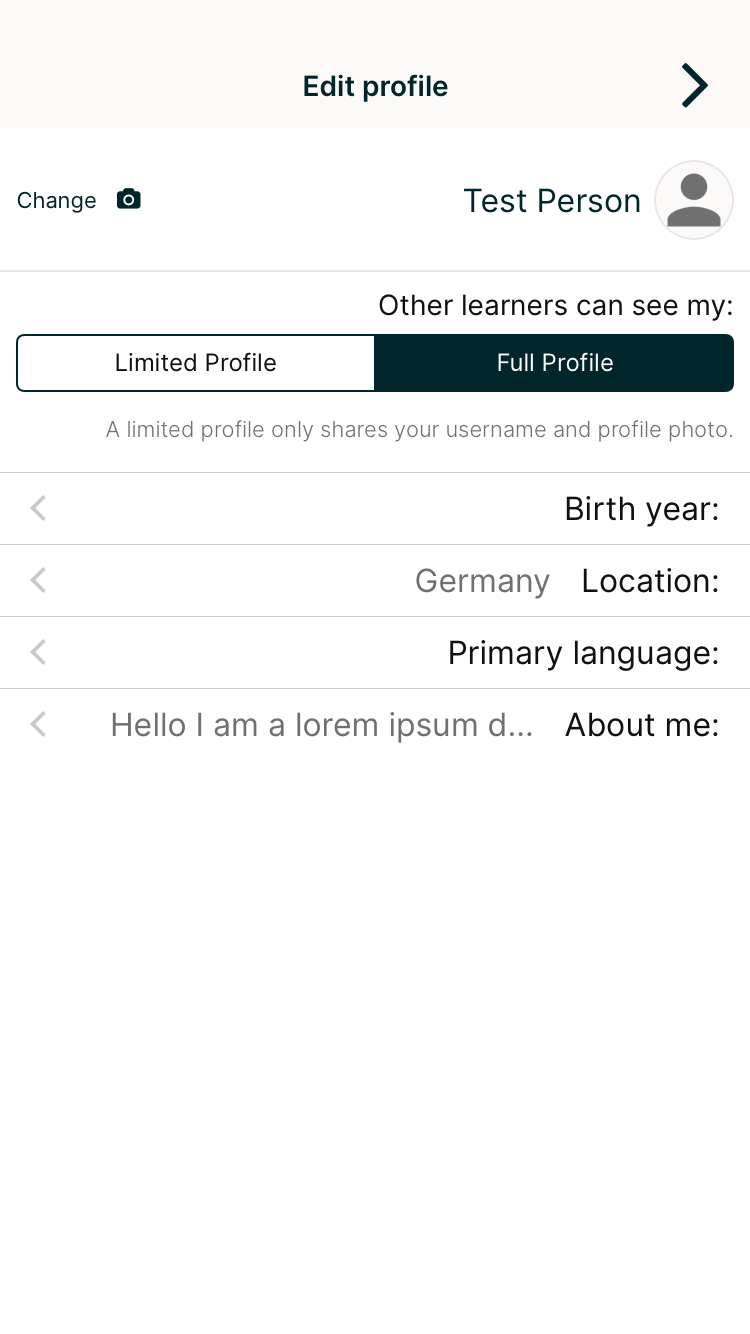 Edit profile
Test Person
Change
Other learners can see my:
Limited Profile
Full Profile
A limited profile only shares your username and profile photo.
Birth year:
Location: Germany
Primary language:
About me: Hello I am a lorem ipsum d...